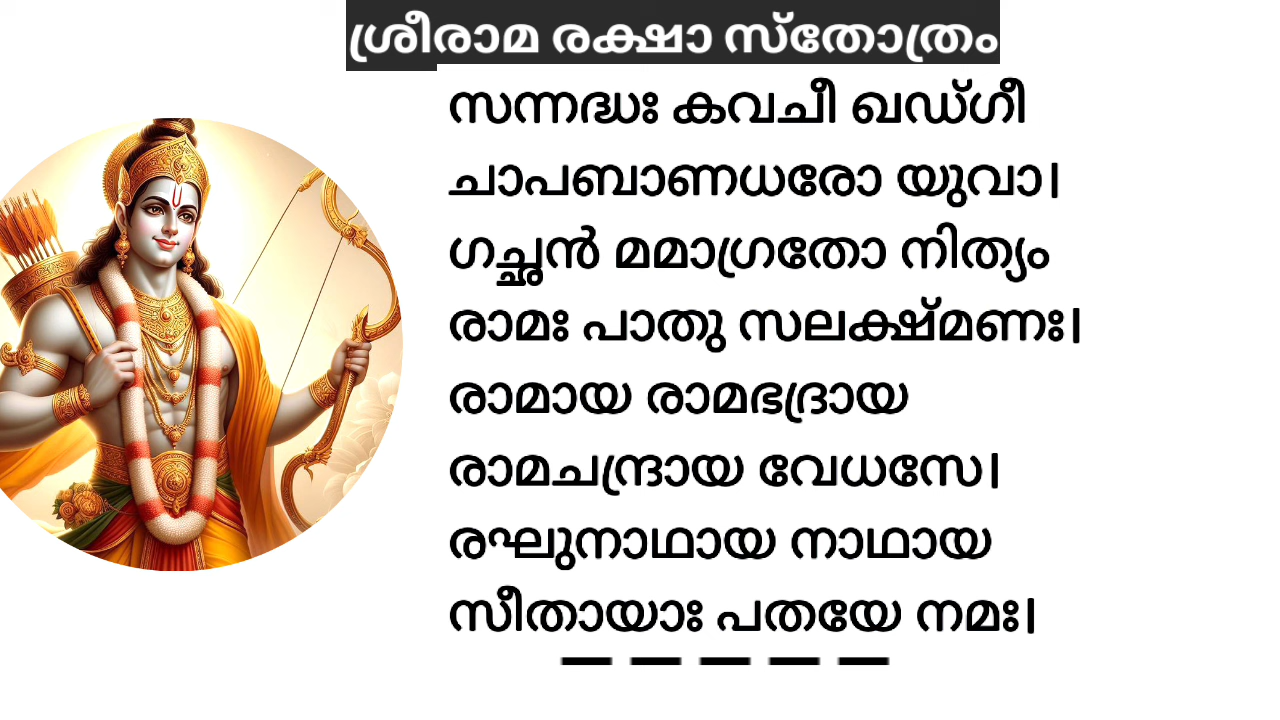 ശ്രീരാമ രക്ഷാ സ്തോത്രം
സന്നദ്ധഃ കവചീ ഖഡ്ഗീ
ചാപബാണധരോ യുവാ।
ഗച്ഛൻ മമാഗ്രതോ നിത്യം
രാമഃ പാതു സലക്ഷ്മണഃ।
രാമായ രാമഭദ്രായ
രാമചന്ദ്രായ വേധസേ।
രഘുനാഥായ നാഥായ
സീതായാഃ പതയേ നമഃ।